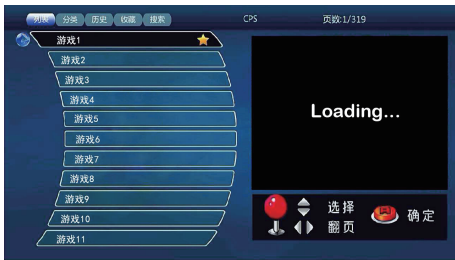 列表 分类 历史 收藏 搜索 CPS 页数:1/319
游戏1
游戏2
游戏3
游戏4
游戏5
游戏6
游戏7
游戏8
游戏9
游戏10
游戏11
Loading...
选择
翻页
确定